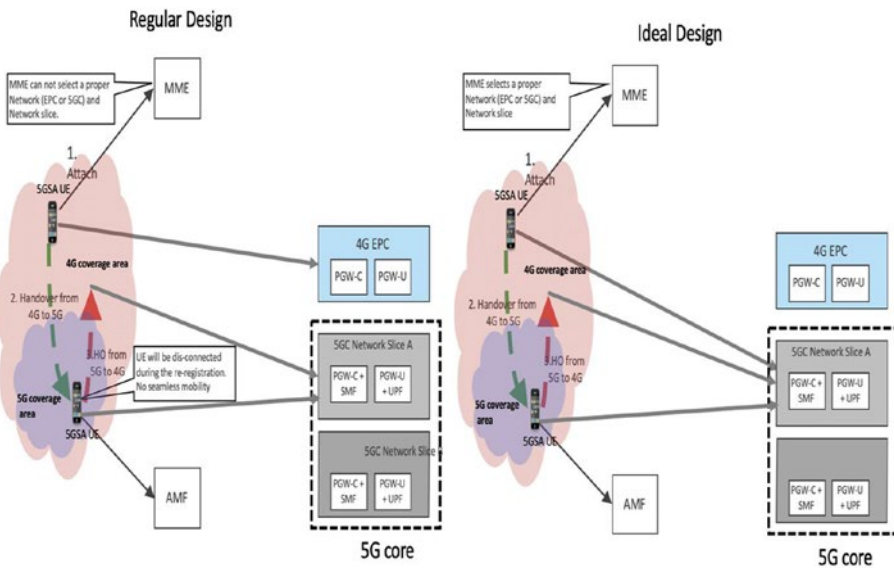 Regular Design
MME
MME can not select a proper
Network (EPC or 5GC) and
Network slice.
1.
Attach
5GSA UE
4G coverage area
2. Handover from
4G to 5G
3.HO from
5G to 4G
UE will be dis-connected
during the re-registration.
No seamless mobility
5G coverage
area
5GSA UE
AMF
4G EPC
PGW-C
PGW-U
5GC Network Slice A
PGW-C +
SMF
PGW-U
+ UPF
5GC Network Slice
PGW-C +
SMF
PGW-U
+ UPF
5G core
Ideal Design
MME
MME selects a proper
Network (EPC or 5GC) and
Network slice
1.
Attach
5GSA UE
4G coverage area
2. Handover from
4G to 5G
3.HO from
5G to 4G
5G coverage
area
5GSA UE
AMF
4G EPC
PGW-C
PGW-U
5GC Network Slice A
PGW-C +
SMF
PGW-U
+ UPF
PGW-C +
SMF
PGW-U
+ UPF
5G core